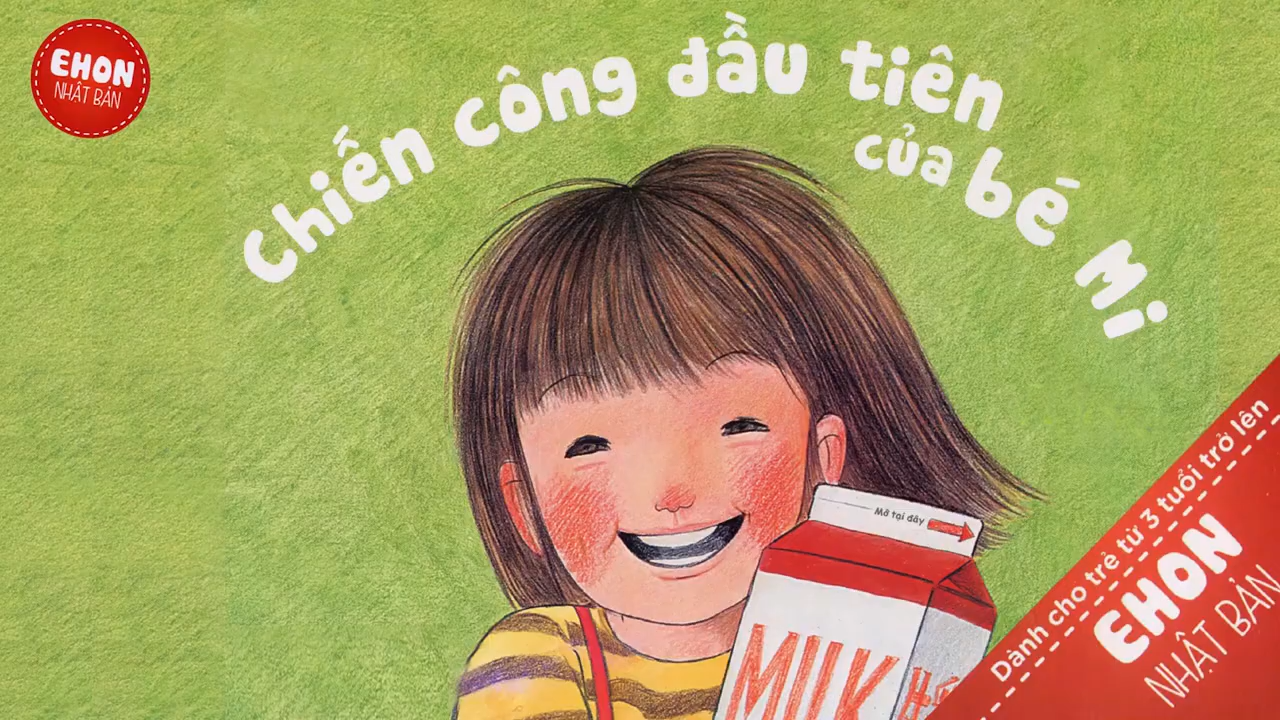 EHON
NHẬT BẢN
Chiến công đầu tiên
của bé Mị
Mở tại đây
MILK
Dành cho trẻ từ 3 tuổi trở lên
EHON
NHẬT BẢN